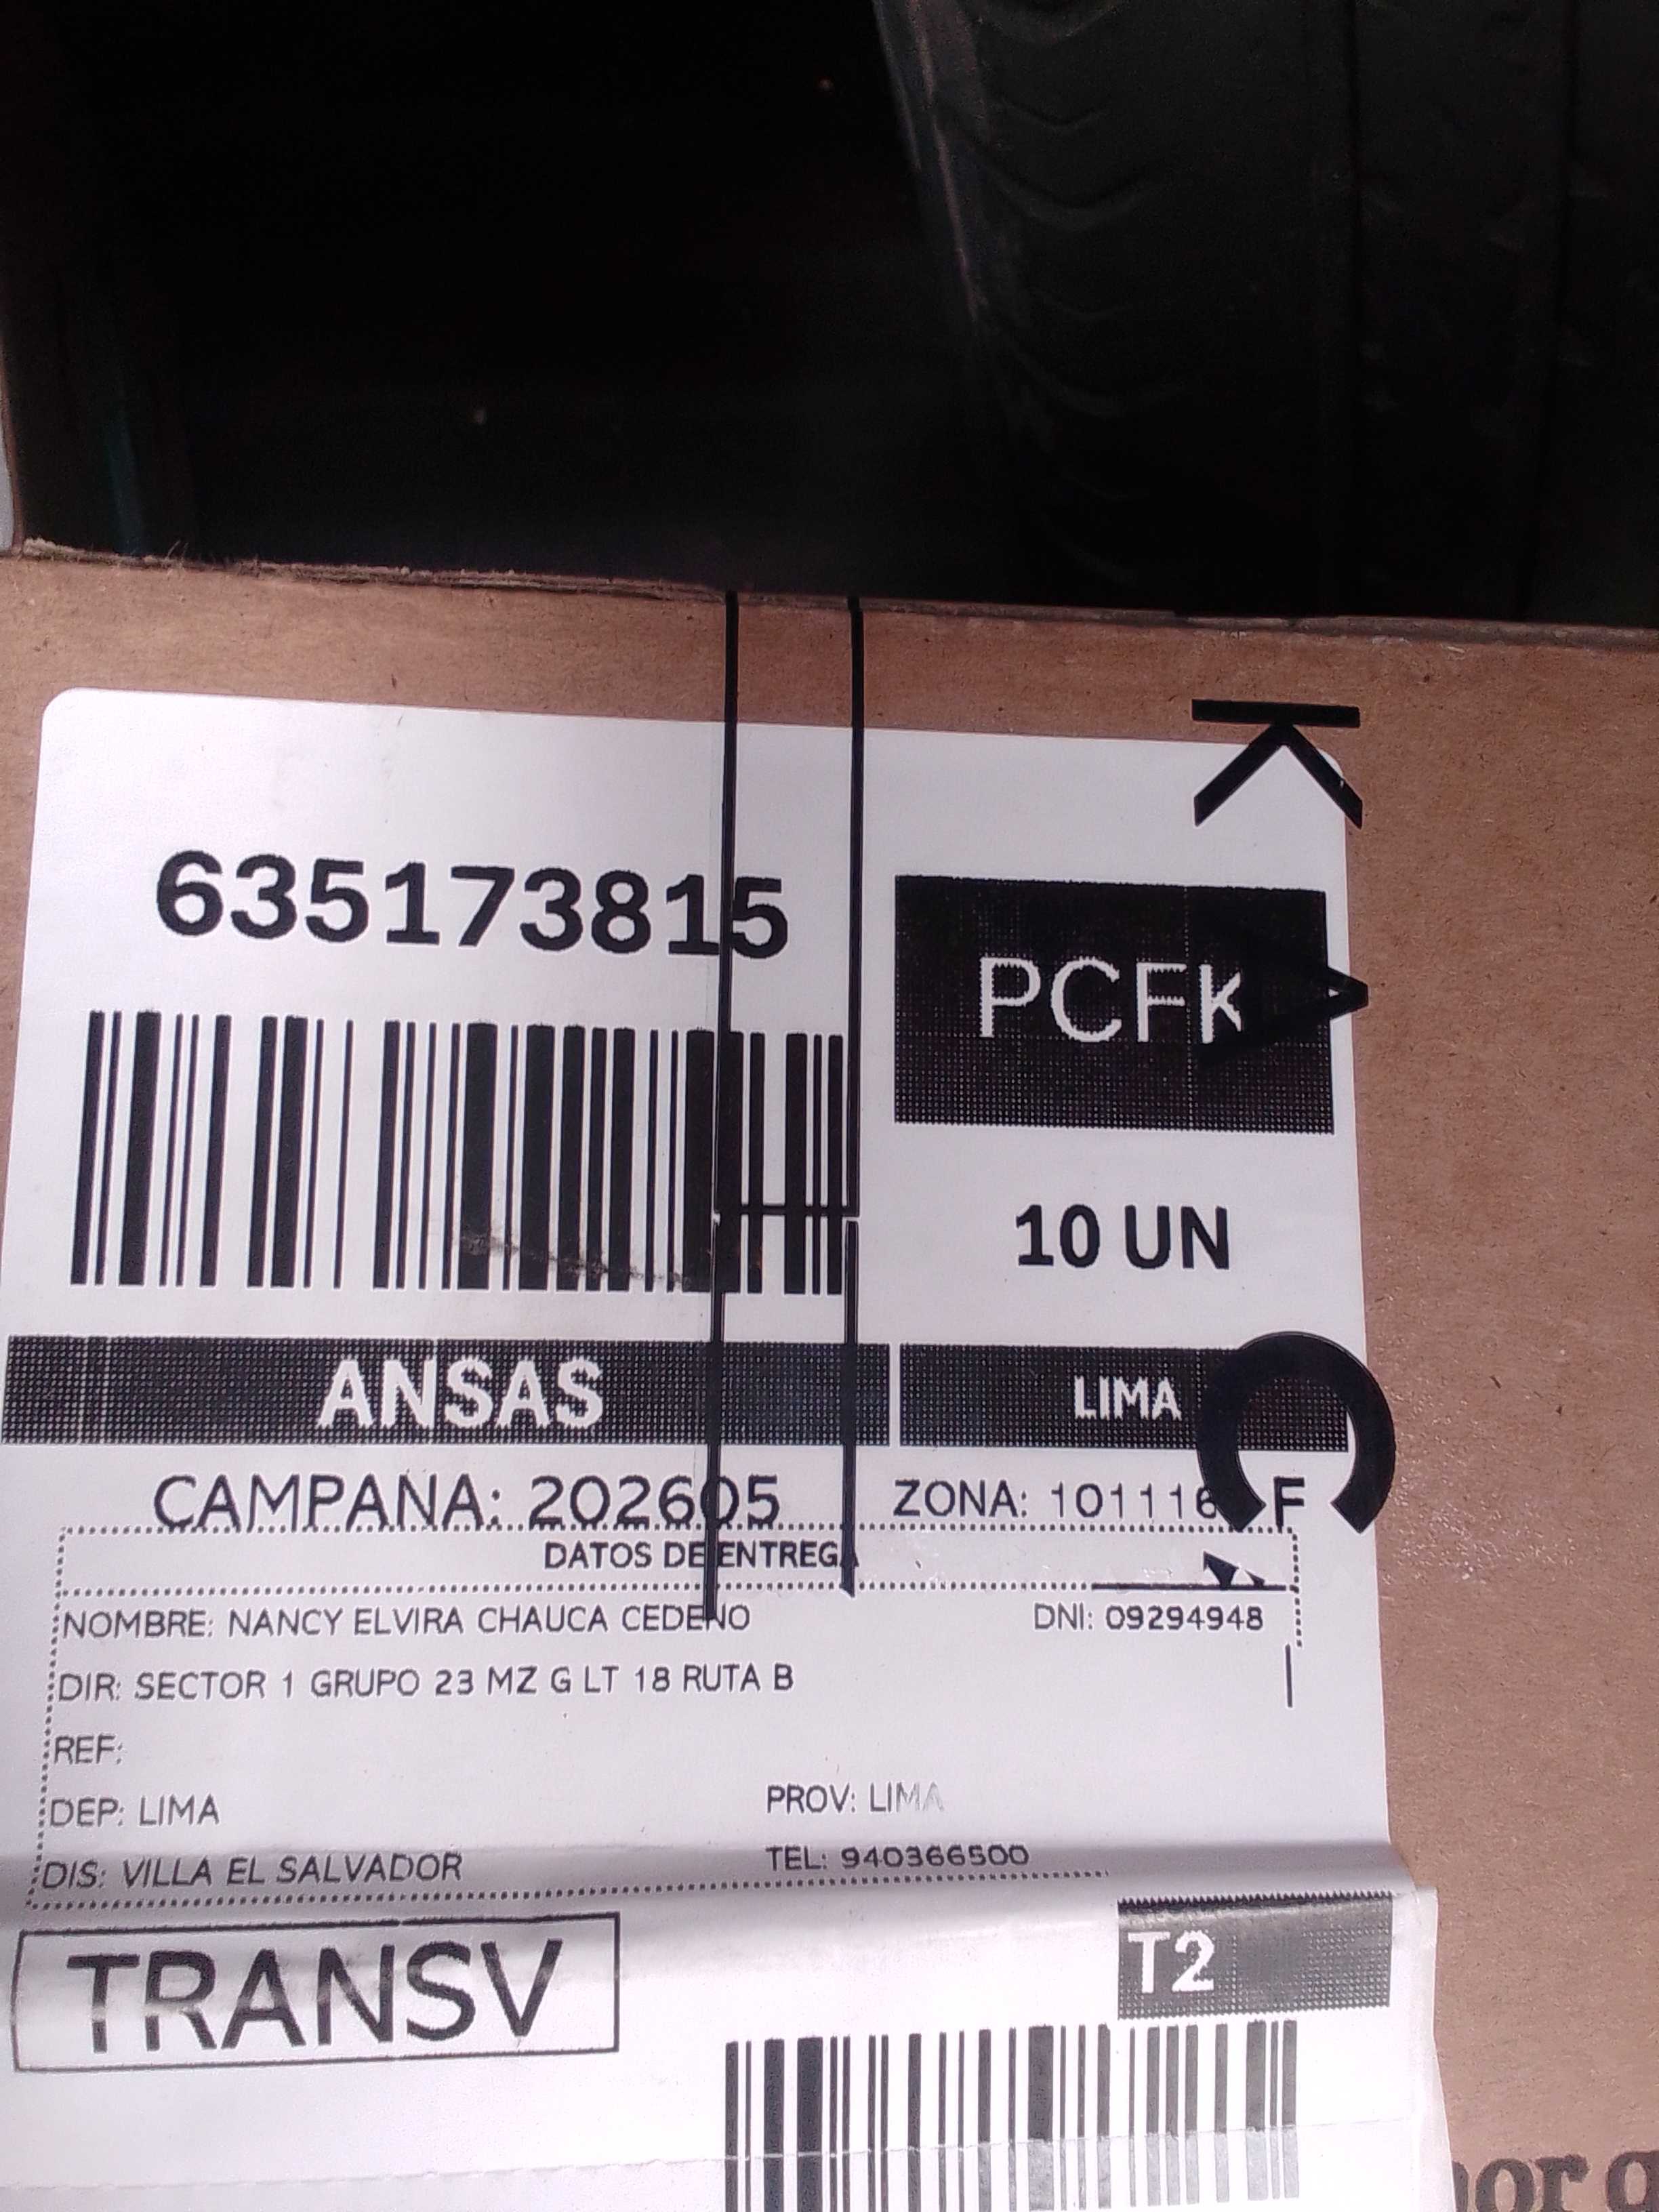 K
635173815
PCFK
10 UN
ANSAS
LIMA
C
CAMPAÑA: 202605
ZONA: 101116 F
DATOS DE ENTREGA
NOMBRE: NANCY ELVIRA CHAUCA CEDEÑO
DNI: 09294948
DIR: SECTOR 1 GRUPO 23 MZ G LT 18 RUTA B
REF:
DEP: LIMA
PROV: LIMA
DIS: VILLA EL SALVADOR
TEL: 940366500
TRANSV
T2